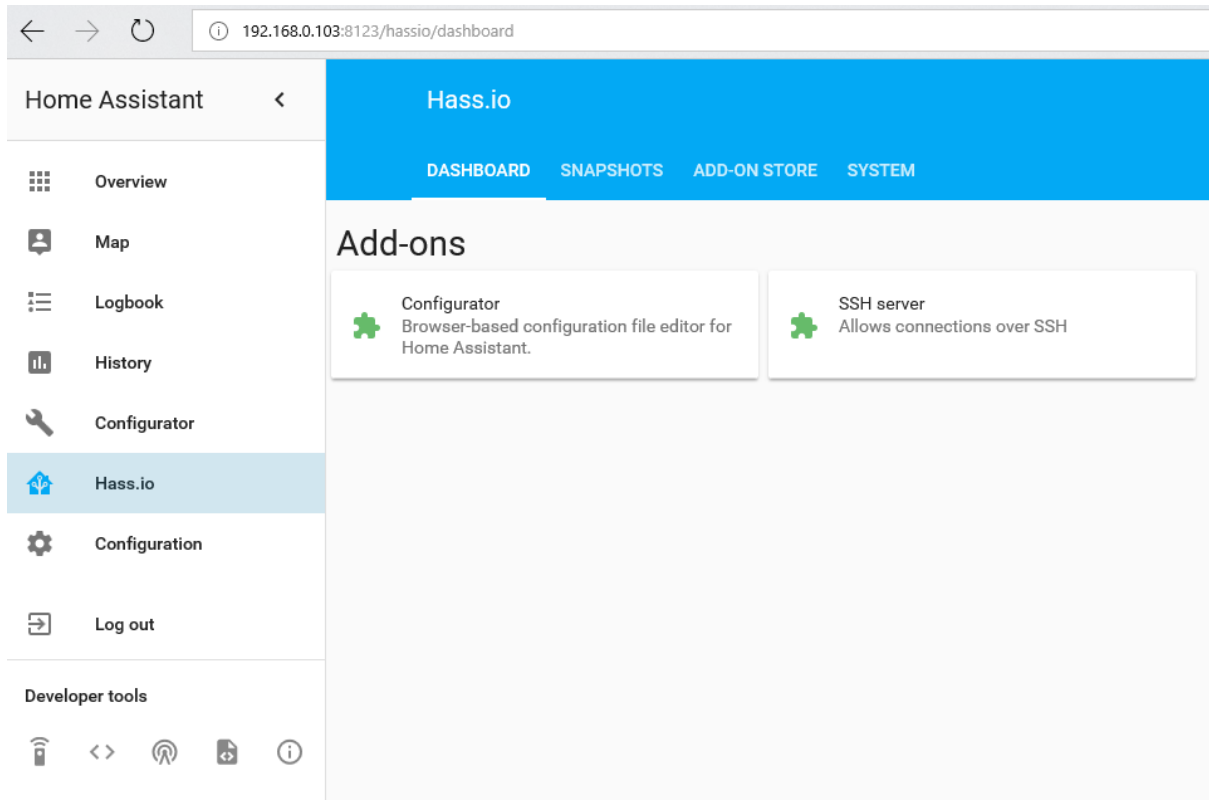 192.168.0.103:8123/hassio/dashboard
Home Assistant
Hass.io
DASHBOARD SNAPSHOTS ADD-ON STORE SYSTEM
Overview
Map
Logbook
History
Configurator
Hass.io
Configuration
Log out
Developer tools
Add-ons
Configurator
Browser-based configuration file editor for
Home Assistant.
SSH server
Allows connections over SSH